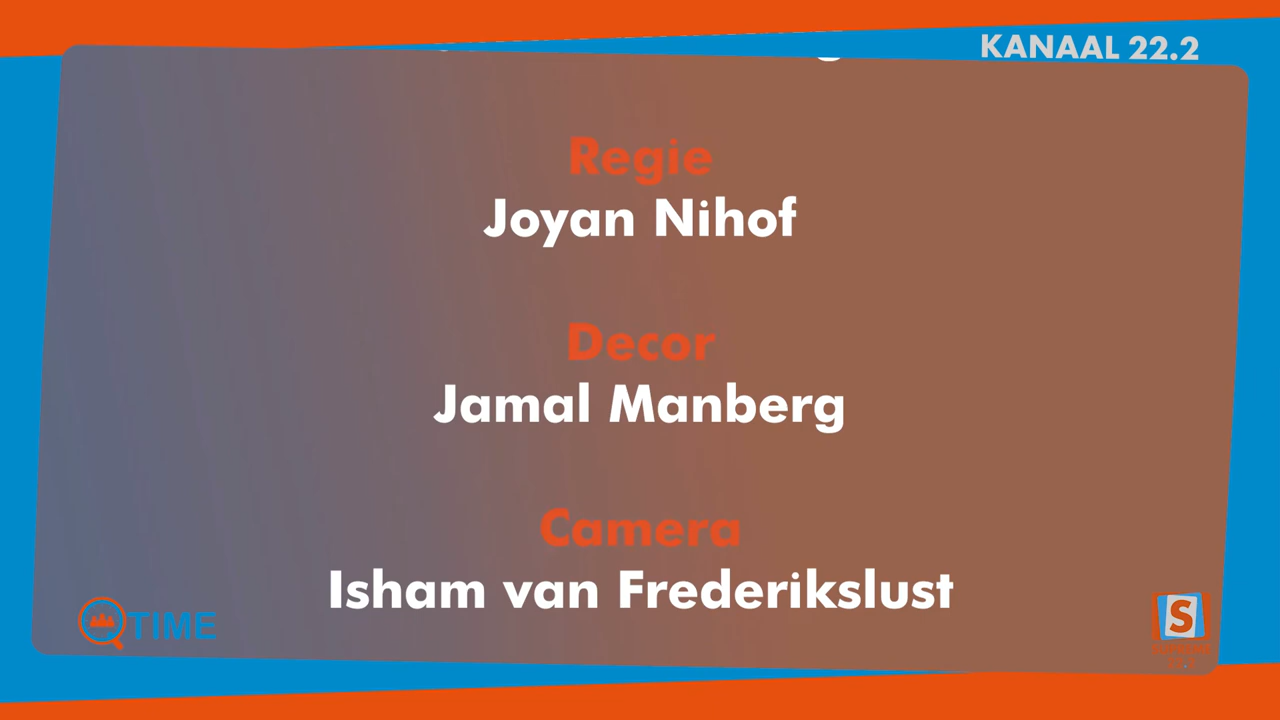 KANAAL 22.2
Regie
Joyan Nihof
Decor
Jamal Manberg
Camera
Isham van Frederikslust
TIME
S